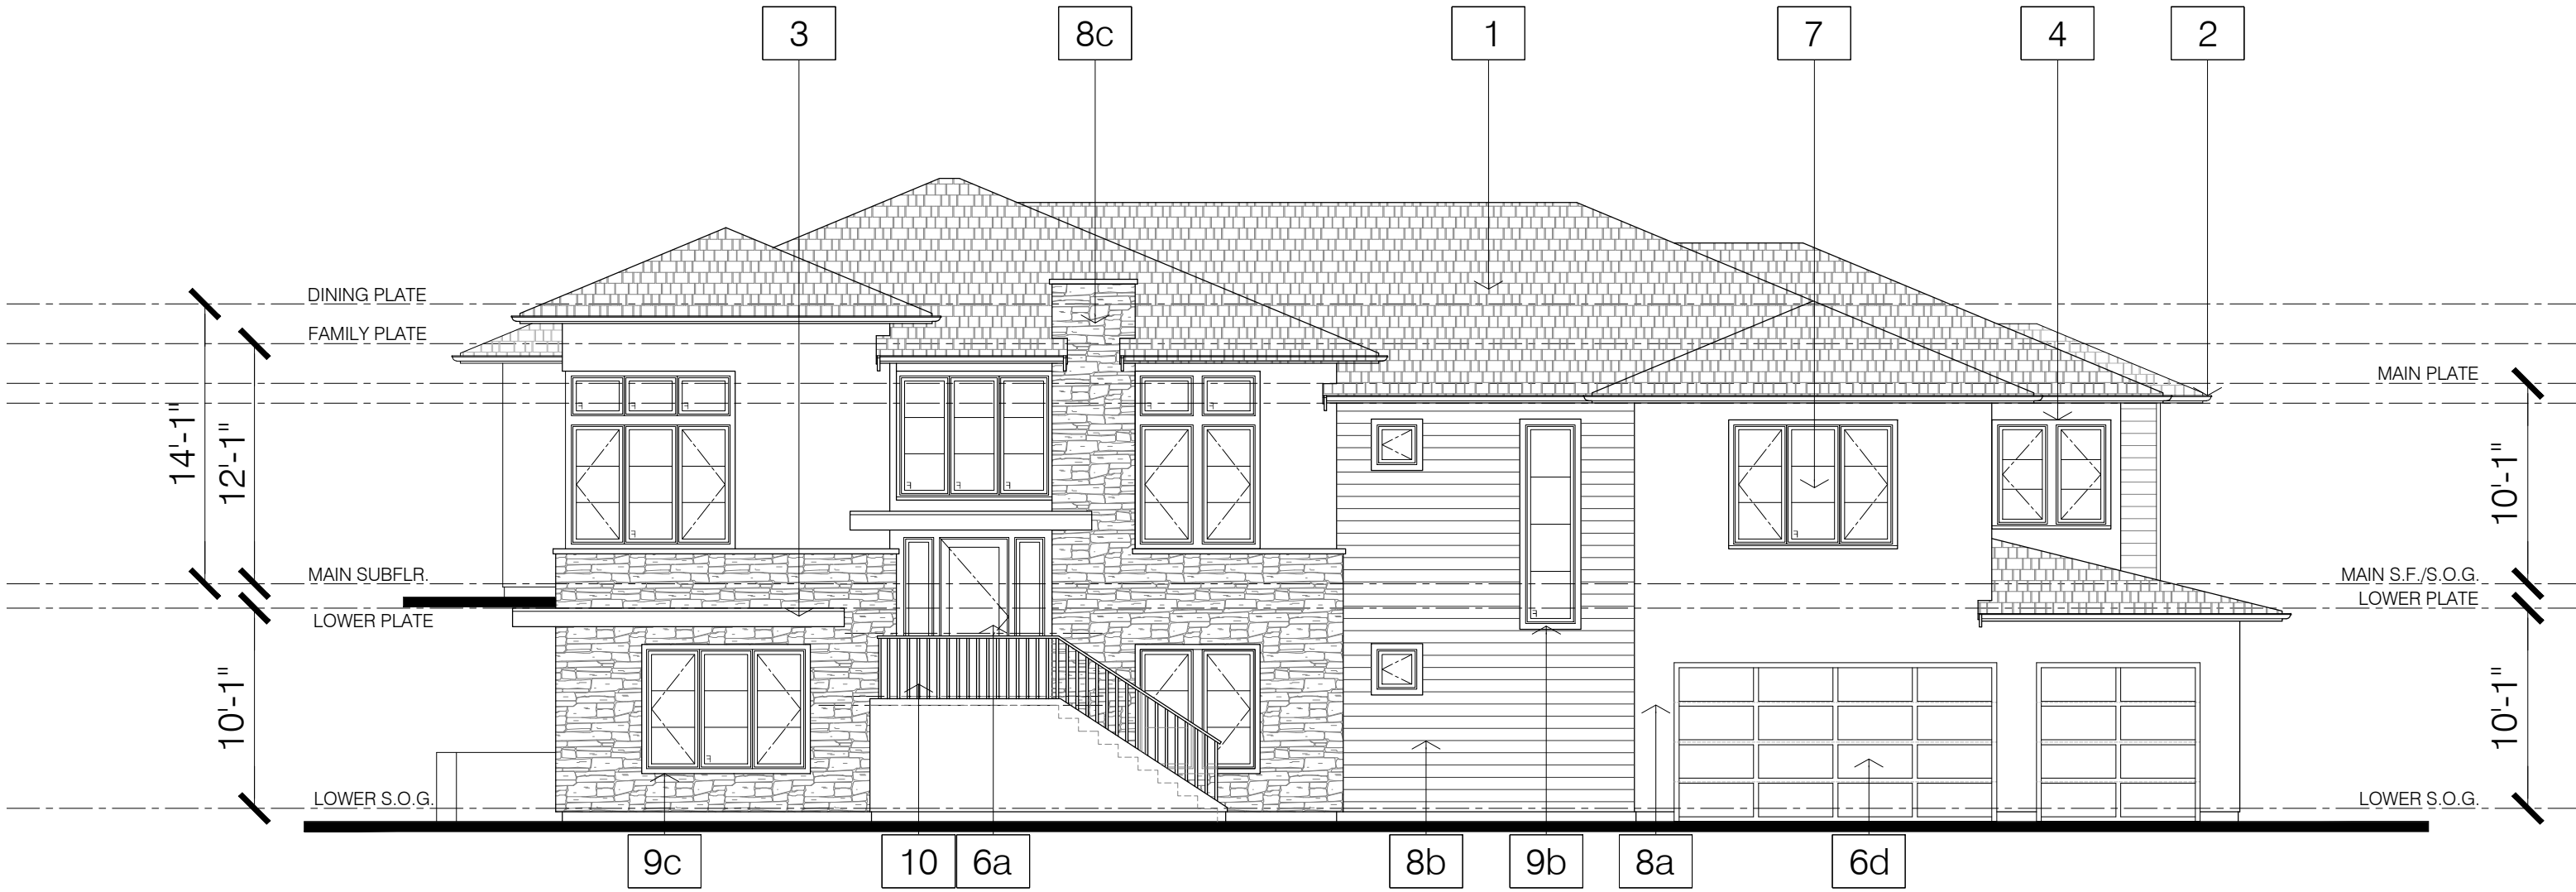 3
8c
1
7
4
2
DINING PLATE
FAMILY PLATE
MAIN PLATE
14'-1"
12'-1"
10'-1"
MAIN SUBFLR.
MAIN S.F./S.O.G.
LOWER PLATE
LOWER PLATE
10'-1"
10'-1"
LOWER S.O.G.
LOWER S.O.G.
F
F
F
F
F
F
F
F
F
F
F
F
F
9c
10
6a
8b
9b
8a
6d